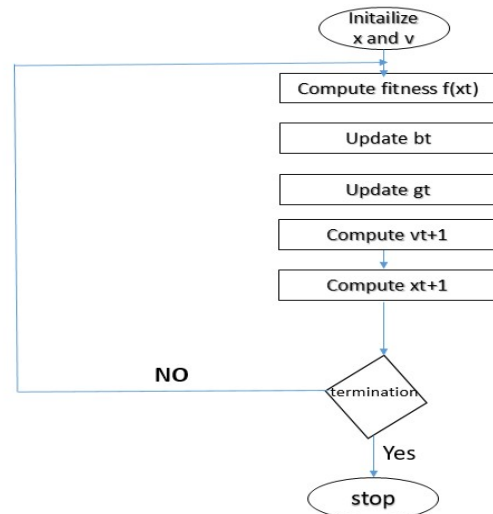 Initailize
x and v
Compute fitness f(xt)
Update bt
Update gt
Compute vt+1
Compute xt+1
NO
termination
Yes
stop